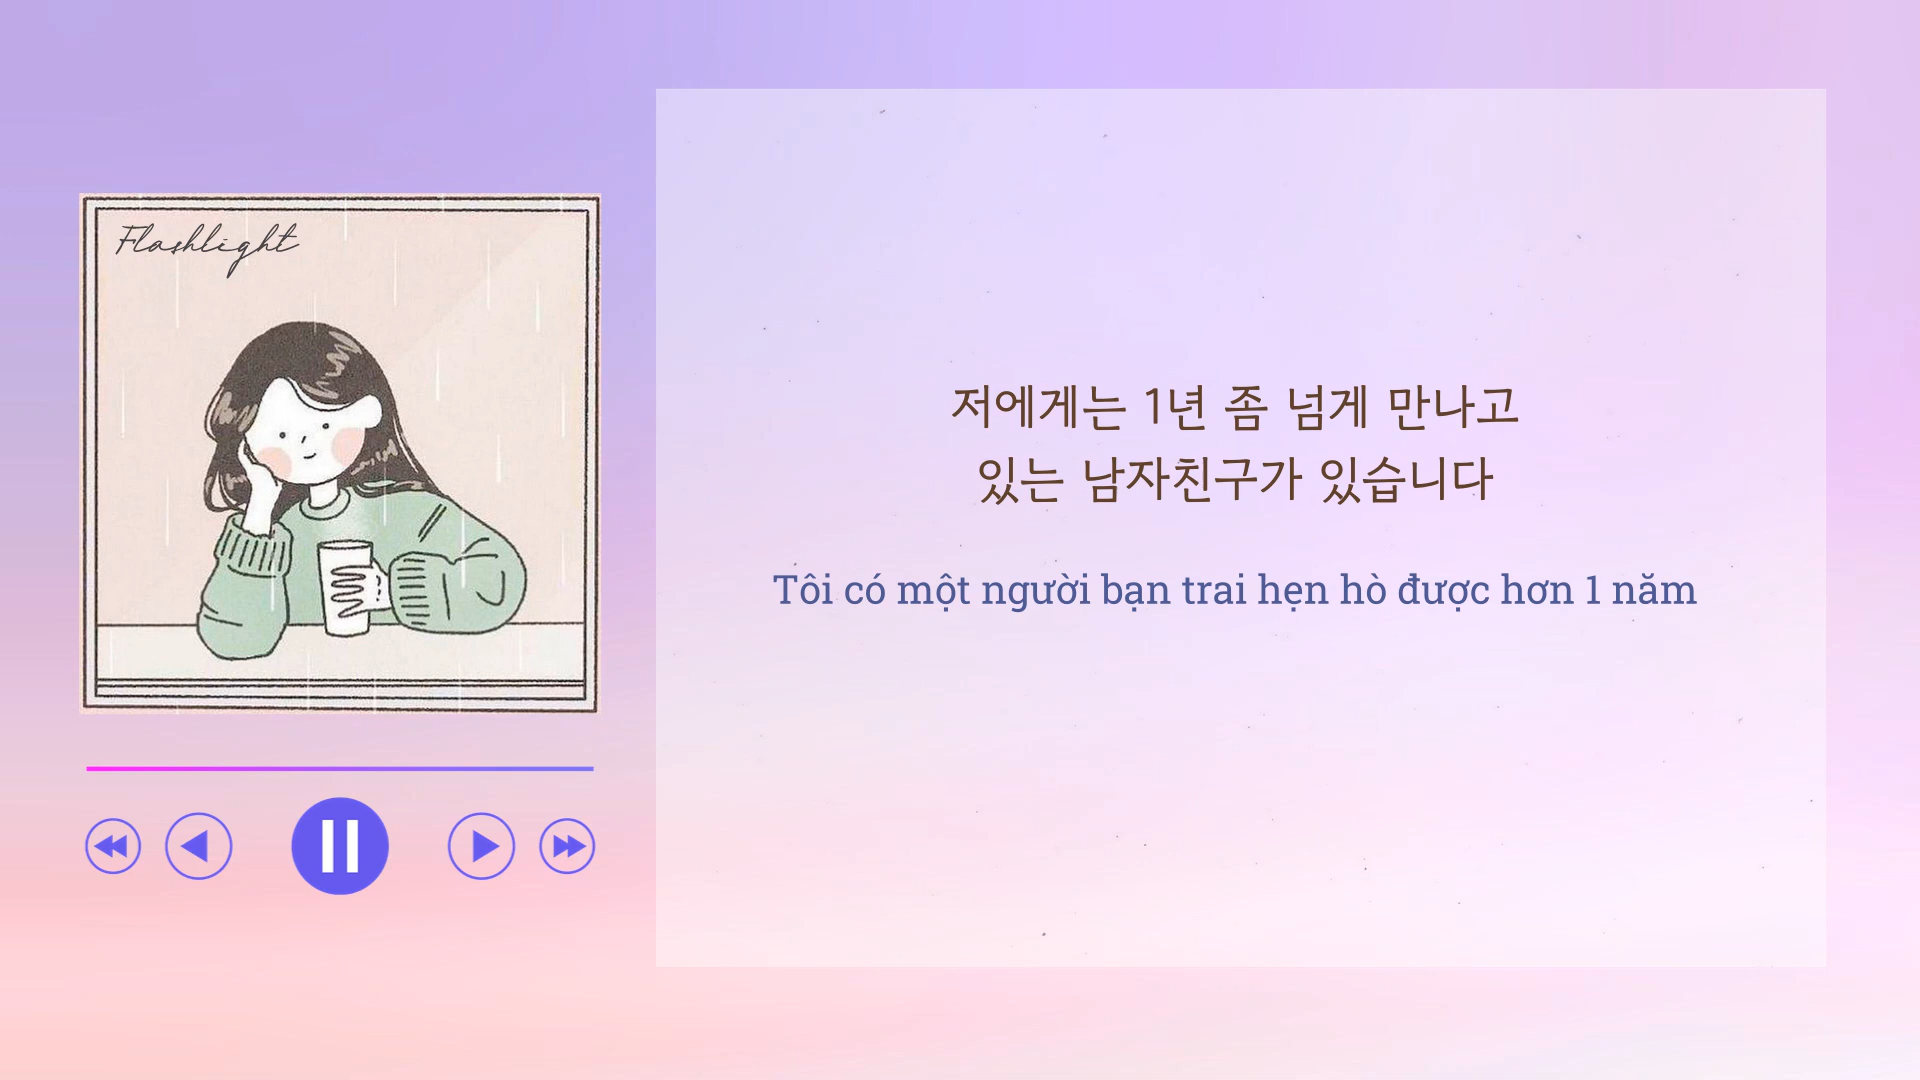 Flashlight
저에게는 1년 좀 넘게 만나고
있는 남자친구가 있습니다
Tôi có một người bạn trai hẹn hò được hơn 1 năm